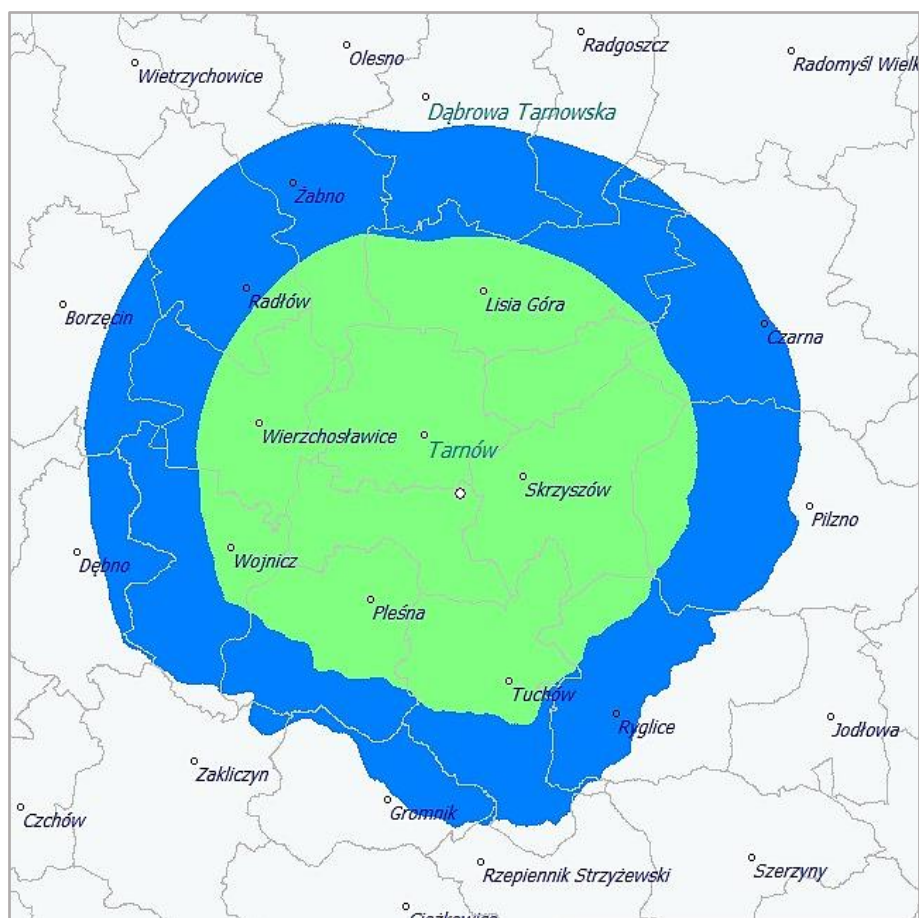 Radgoszcz
Olesno
Radomyśl Wielk
Wietrzychowice
Dąbrowa Tarnowska
Żabno
Radłów
Lisia Góra
Borzęcin
Czarna
Wierzchosławice
Tarnów
Skrzyszów
Pilzno
Wojnicz
Dębno
Pleśna
Tuchów
Ryglice
Jodłowa
Zakliczyn
Gromnik
Czchów
Rzepiennik Strzyżewski
Szerzyny